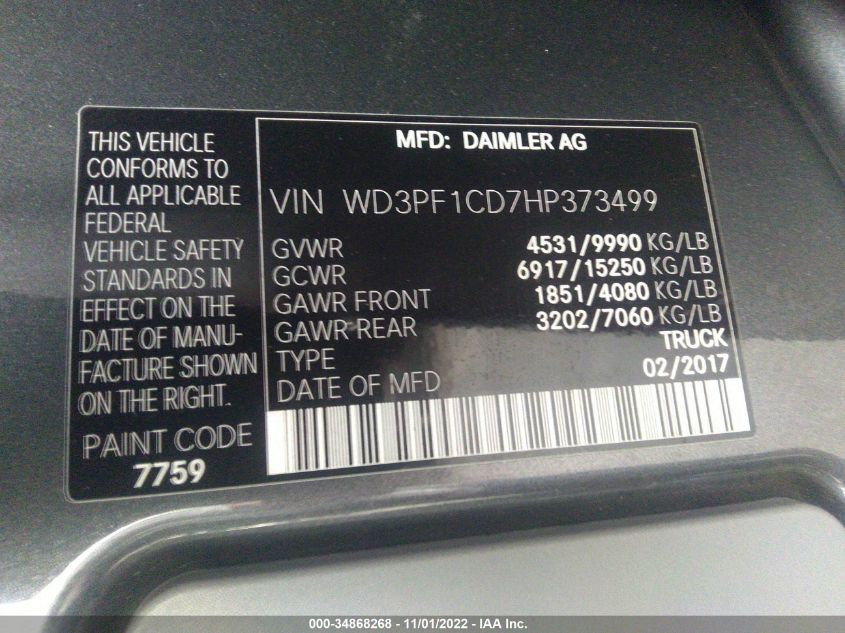 THIS VEHICLE
CONFORMS TO
ALL APPLICABLE
FEDERAL
VEHICLE SAFETY
STANDARDS IN
EFFECT ON THE
DATE OF MANU-
FACTURE SHOWN
ON THE RIGHT.
PAINT CODE
7759
MFD: DAIMLER AG
VIN WD3PF1CD7HP373499
GVWR 4531/9990 KG/LB
GCWR 6917/15250 KG/LB
GAWR FRONT 1851/4080 KG/LB
GAWR REAR 3202/7060 KG/LB
TYPE TRUCK
DATE OF MFD 02/2017
000-34868268 - 11/01/2022 - IAA Inc.